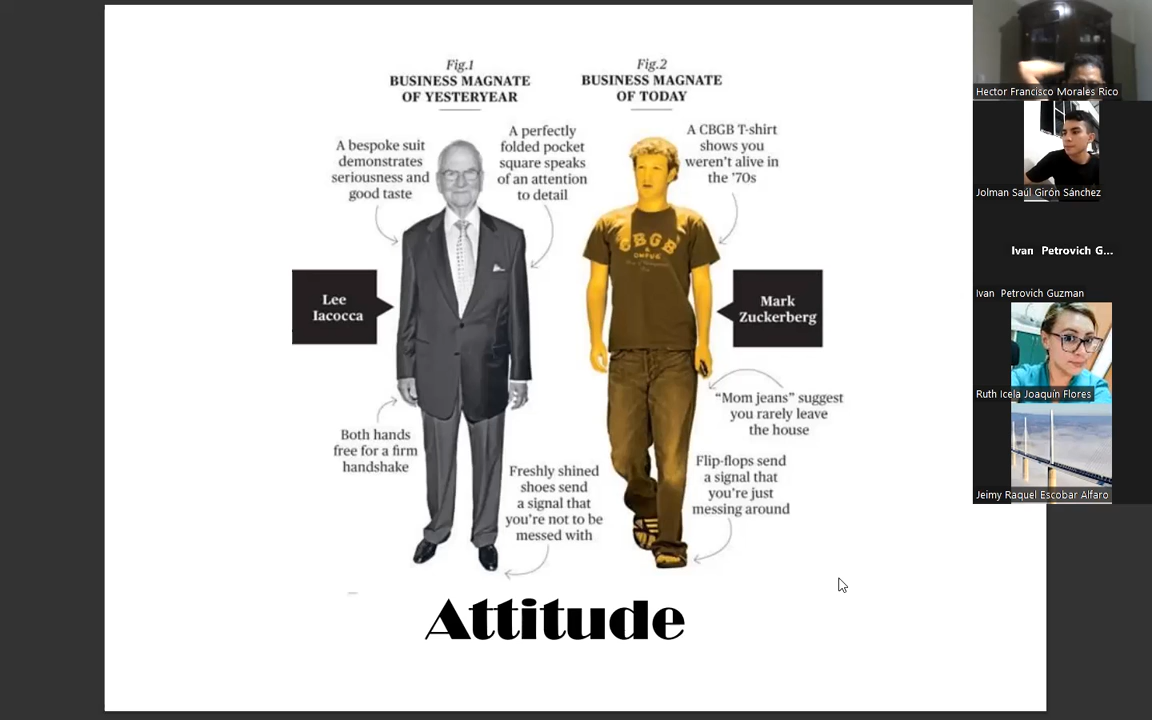 Fig.1
BUSINESS MAGNATE
OF YESTERYEAR
Fig.2
BUSINESS MAGNATE
OF TODAY
A bespoke suit
demonstrates
seriousness and
good taste
A perfectly
folded pocket
square speaks
of an attention
to detail
A CBGB T-shirt
shows you
weren't alive in
the '70s
CBGB
&
OMFUG
Lee
Iacocca
Mark
Zuckerberg
Both hands
free for a firm
handshake
Freshly shined
shoes send
a signal that
you're not to be
messed with
“Mom jeans” suggest
you rarely leave
the house
Flip-flops send
a signal that
you're just
messing around
Attitude
Hector Francisco Morales Rico
Jolman Saúl Girón Sánchez
Ivan Petrovich G...
Ivan Petrovich Guzman
Ruth Icela Joaquín Flores
Jeimy Raquel Escobar Alfaro